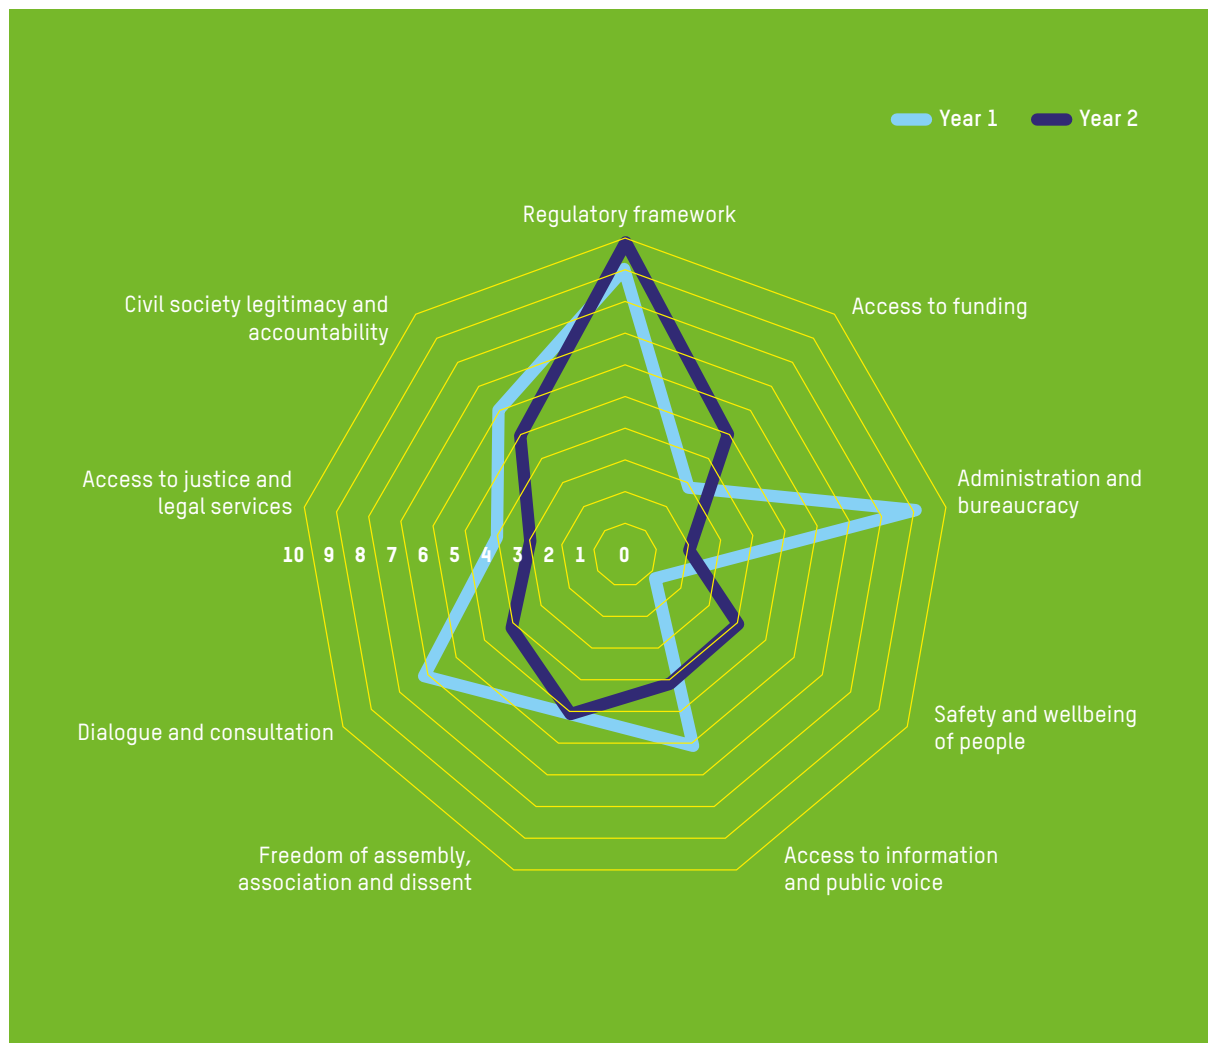 Year 1
Year 2
Regulatory framework
Civil society legitimacy and
accountability
Access to funding
Access to justice and
legal services
Administration and
bureaucracy
10 9 8 7 6 5 4 3 2 1 0
Dialogue and consultation
Safety and wellbeing
of people
Freedom of assembly,
association and dissent
Access to information
and public voice